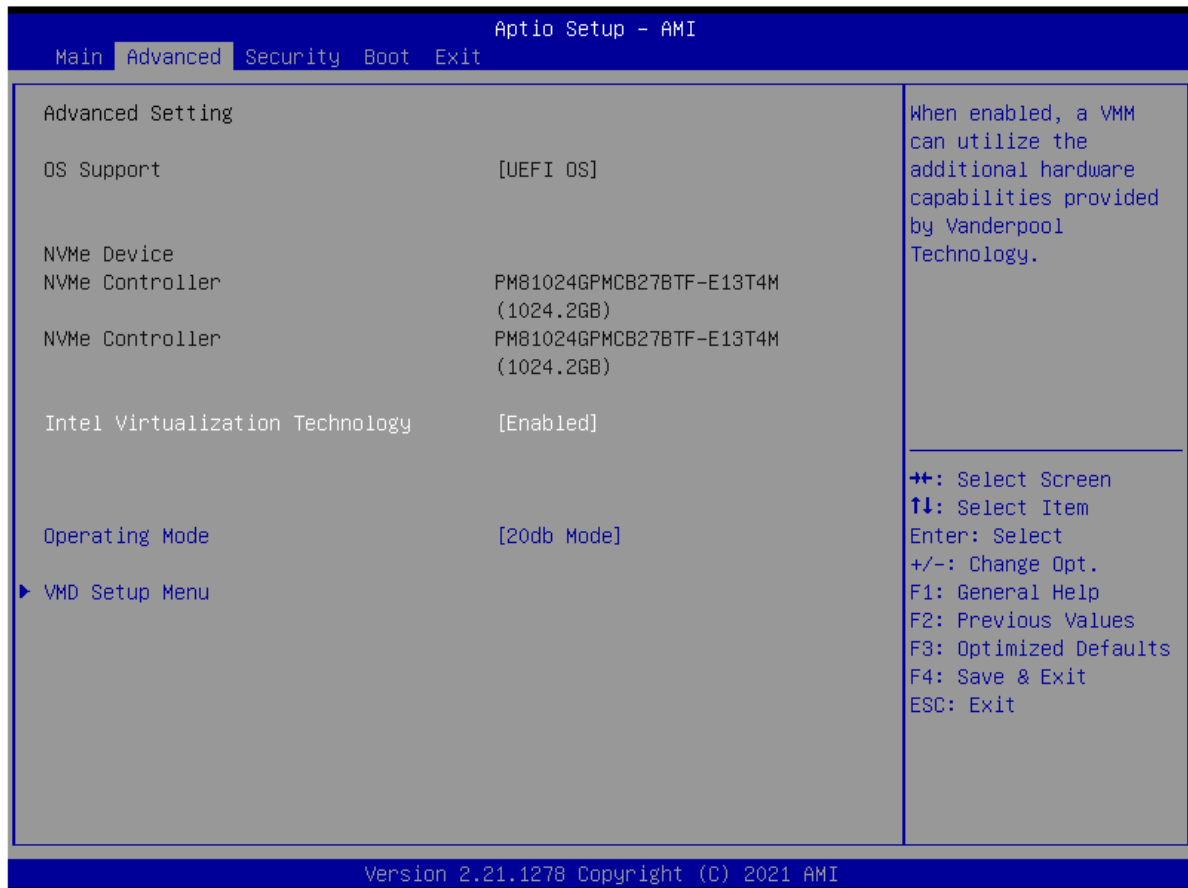 Aptio Setup - AMI
Main Advanced Security Boot Exit
Advanced Setting
OS Support [UEFI OS]
NVMe Device
NVMe Controller PM81024GPMCB27BTF-E13T4M
(1024.2GB)
NVMe Controller PM81024GPMCB27BTF-E13T4M
(1024.2GB)
Intel Virtualization Technology [Enabled]
Operating Mode [20db Mode]
VMD Setup Menu
When enabled, a VMM
can utilize the
additional hardware
capabilities provided
by Vanderpool
Technology.
→←: Select Screen
↑↓: Select Item
Enter: Select
+/-: Change Opt.
F1: General Help
F2: Previous Values
F3: Optimized Defaults
F4: Save & Exit
ESC: Exit
Version 2.21.1278 Copyright (C) 2021 AMI